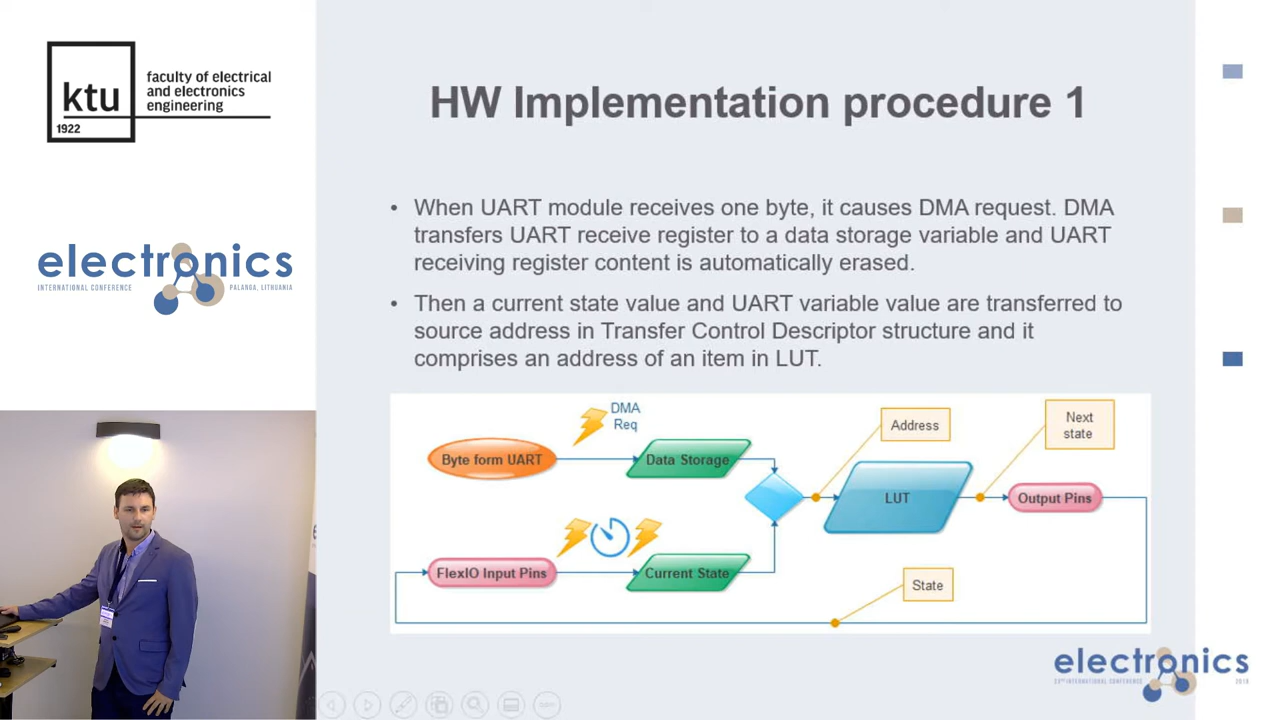 ktu
1922
faculty of electrical
and electronics
engineering
electronics
INTERNATIONAL CONFERENCE PALANGA, LITHUANIA
HW Implementation procedure 1
• When UART module receives one byte, it causes DMA request. DMA
transfers UART receive register to a data storage variable and UART
receiving register content is automatically erased.
• Then a current state value and UART variable value are transferred to
source address in Transfer Control Descriptor structure and it
comprises an address of an item in LUT.
DMA
Req
Address
Next
state
Byte form UART
Data Storage
LUT
Output Pins
FlexIO Input Pins
Current State
State
electronics
INTERNATIONAL CONFERENCE 2018